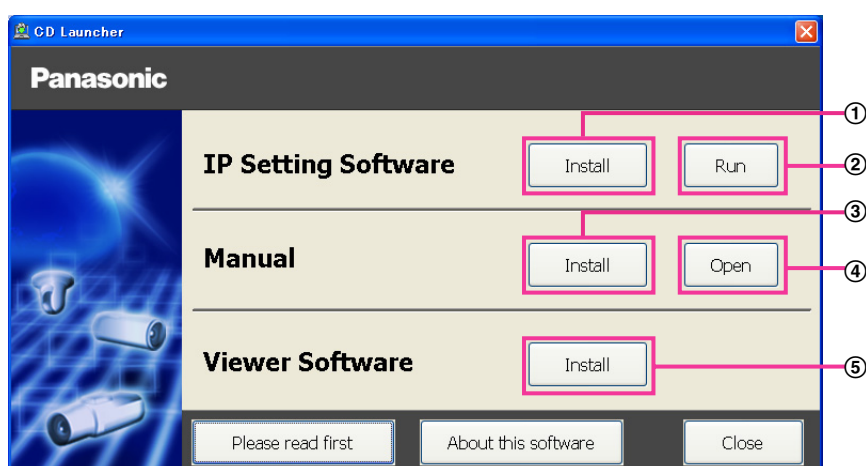 CD Launcher
Panasonic
①
IP Setting Software Install Run ②
③
Manual Install Open ④
Viewer Software Install ⑤
Please read first About this software Close